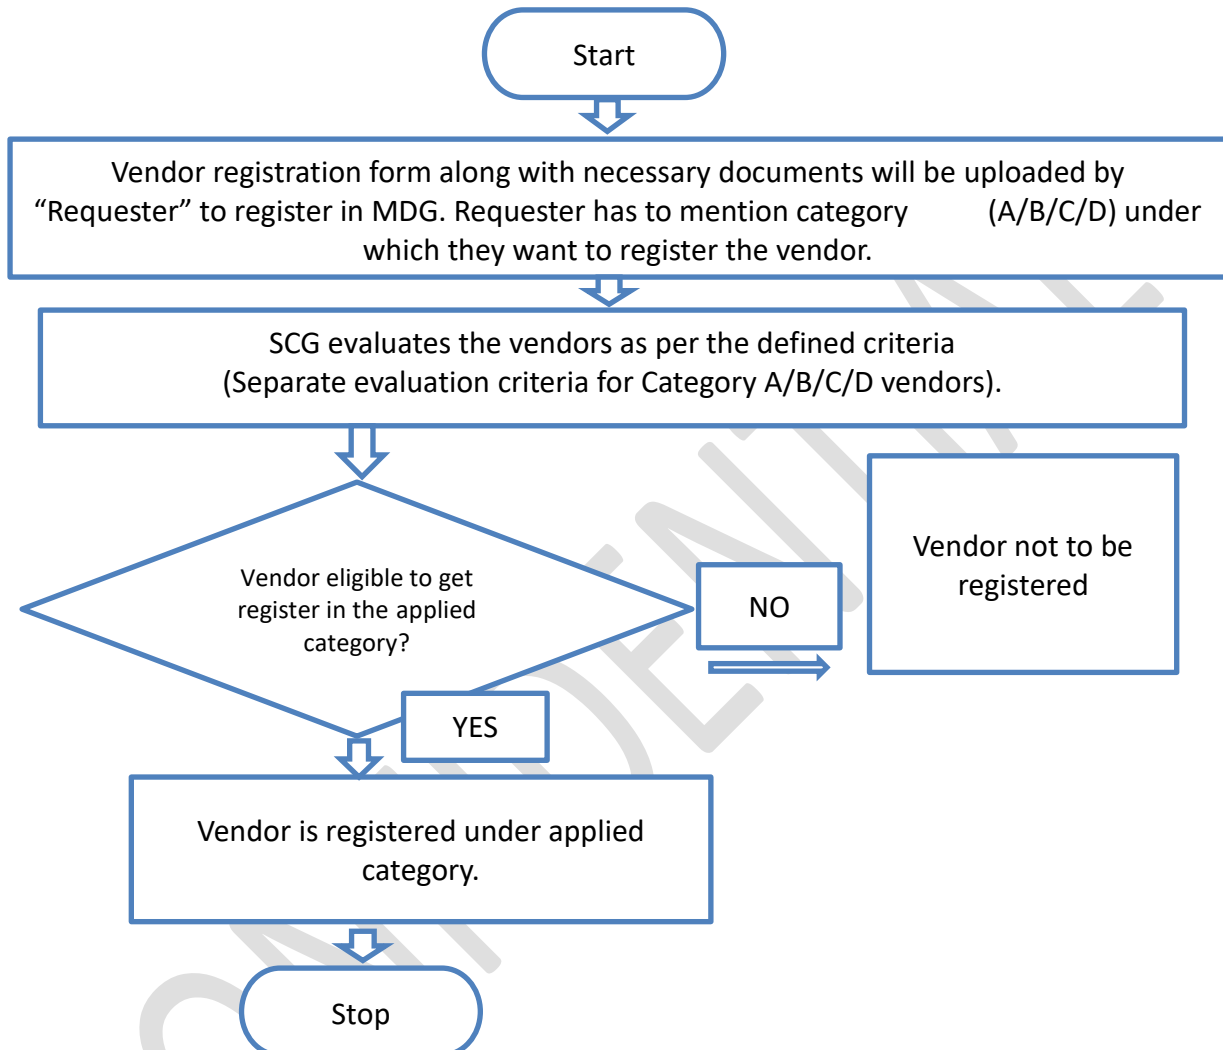 Start
Vendor registration form along with necessary documents will be uploaded by
“Requester” to register in MDG. Requester has to mention category (A/B/C/D) under
which they want to register the vendor.
SCG evaluates the vendors as per the defined criteria
(Separate evaluation criteria for Category A/B/C/D vendors).
Vendor eligible to get
register in the applied
category?
NO
Vendor not to be
registered
YES
Vendor is registered under applied
category.
Stop